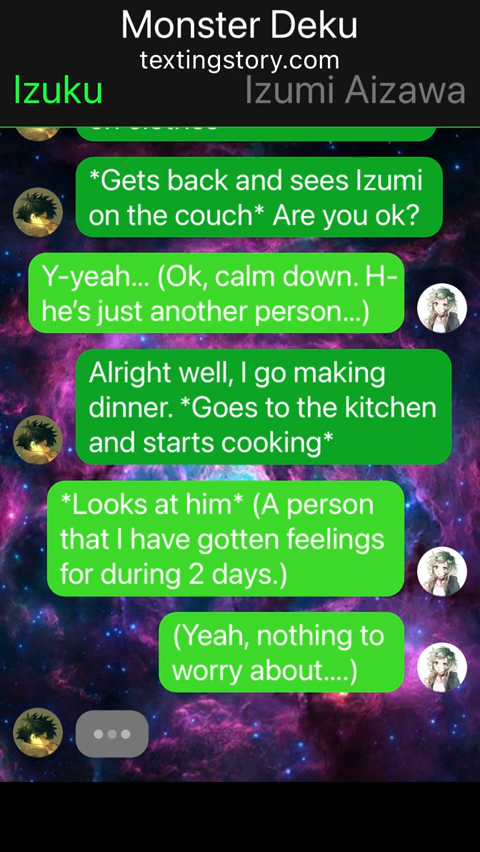 Monster Deku
textingstory.com
Izuku
Izumi Aizawa
on clothes
*Gets back and sees Izumi
on the couch* Are you ok?
Y-yeah... (Ok, calm down. H-
he’s just another person...)
Alright well, I go making
dinner. *Goes to the kitchen
and starts cooking*
*Looks at him* (A person
that I have gotten feelings
for during 2 days.)
(Yeah, nothing to
worry about....)